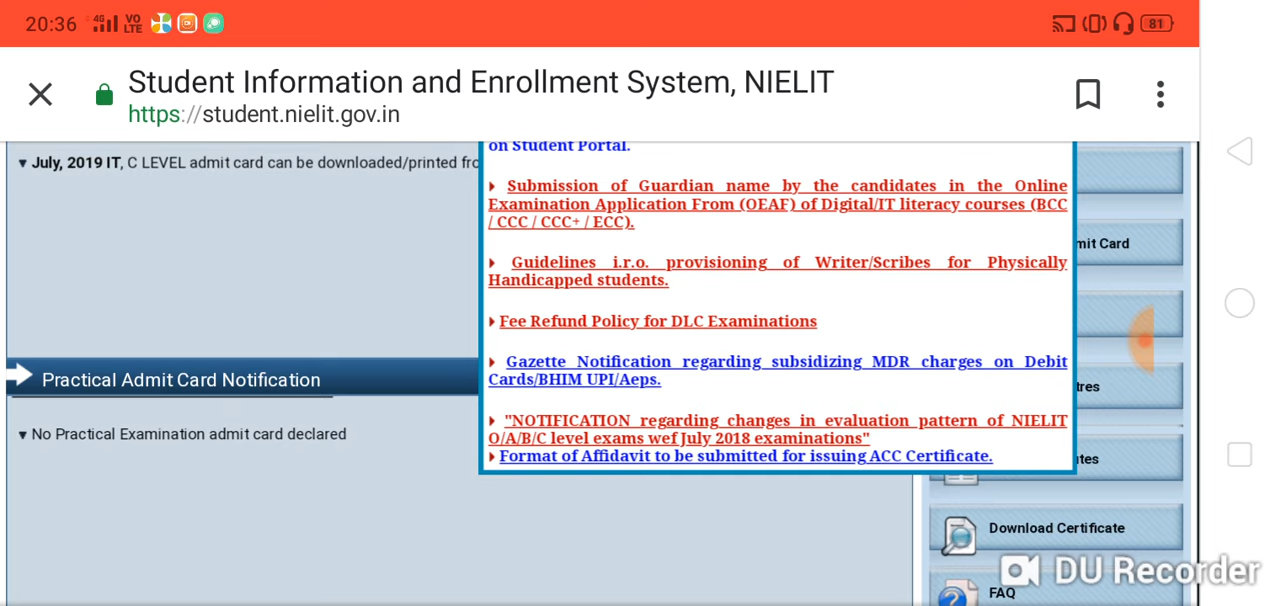 20:36
4G
VO
LTE
81
Student Information and Enrollment System, NIELIT
https://student.nielit.gov.in
July, 2019 IT, C LEVEL admit card can be downloaded/printed fro
on Student Portal.
Submission of Guardian name by the candidates in the Online
Examination Application From (OEAF) of Digital/IT literacy courses (BCC
/ CCC / CCC+ / ECC).
mit Card
Guidelines i.r.o. provisioning of Writer/Scribes for Physically
Handicapped students.
Fee Refund Policy for DLC Examinations
Gazette Notification regarding subsidizing MDR charges on Debit
Cards/BHIM UPI/Aeps.
tres
Practical Admit Card Notification
"NOTIFICATION regarding changes in evaluation pattern of NIELIT
O/A/B/C level exams wef July 2018 examinations"
Format of Affidavit to be submitted for issuing ACC Certificate.
No Practical Examination admit card declared
utes
Download Certificate
FAQ
DU Recorder